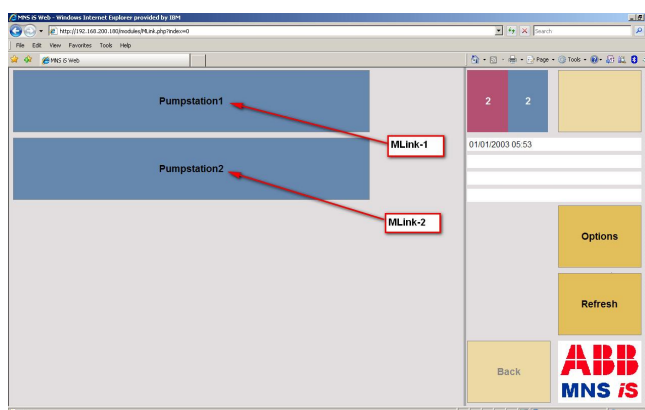 MNS iS Web - Windows Internet Explorer provided by IBM
http://192.168.200.180/modules/MLink.php?index=0
Search
File Edit View Favorites Tools Help
MNS iS Web
Page Tools
Pumpstation1
MLink-1
Pumpstation2
MLink-2
2 2
01/01/2003 05:53
Options
Refresh
Back
ABB
MNS iS